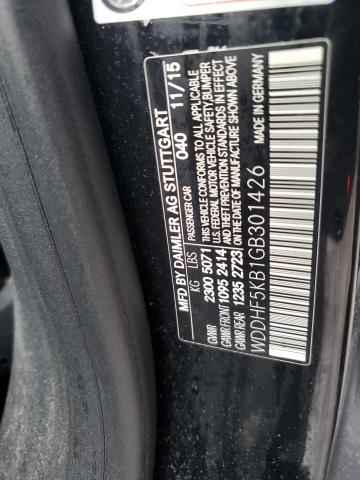 MFD BY DAIMLER AG STUTTGART
PASSENGER CAR 040 11/15
KG LBS THIS VEHICLE CONFORMS TO ALL APPLICABLE
GVWR 2300 5071 U.S. FEDERAL MOTOR VEHICLE SAFETY, BUMPER
GAWR FRONT 1095 2414 AND THEFT PREVENTION STANDARDS IN EFFECT
GAWR REAR 1235 2723 ON THE DATE OF MANUFACTURE SHOWN ABOVE
WDDHF5KB1GB301426 MADE IN GERMANY